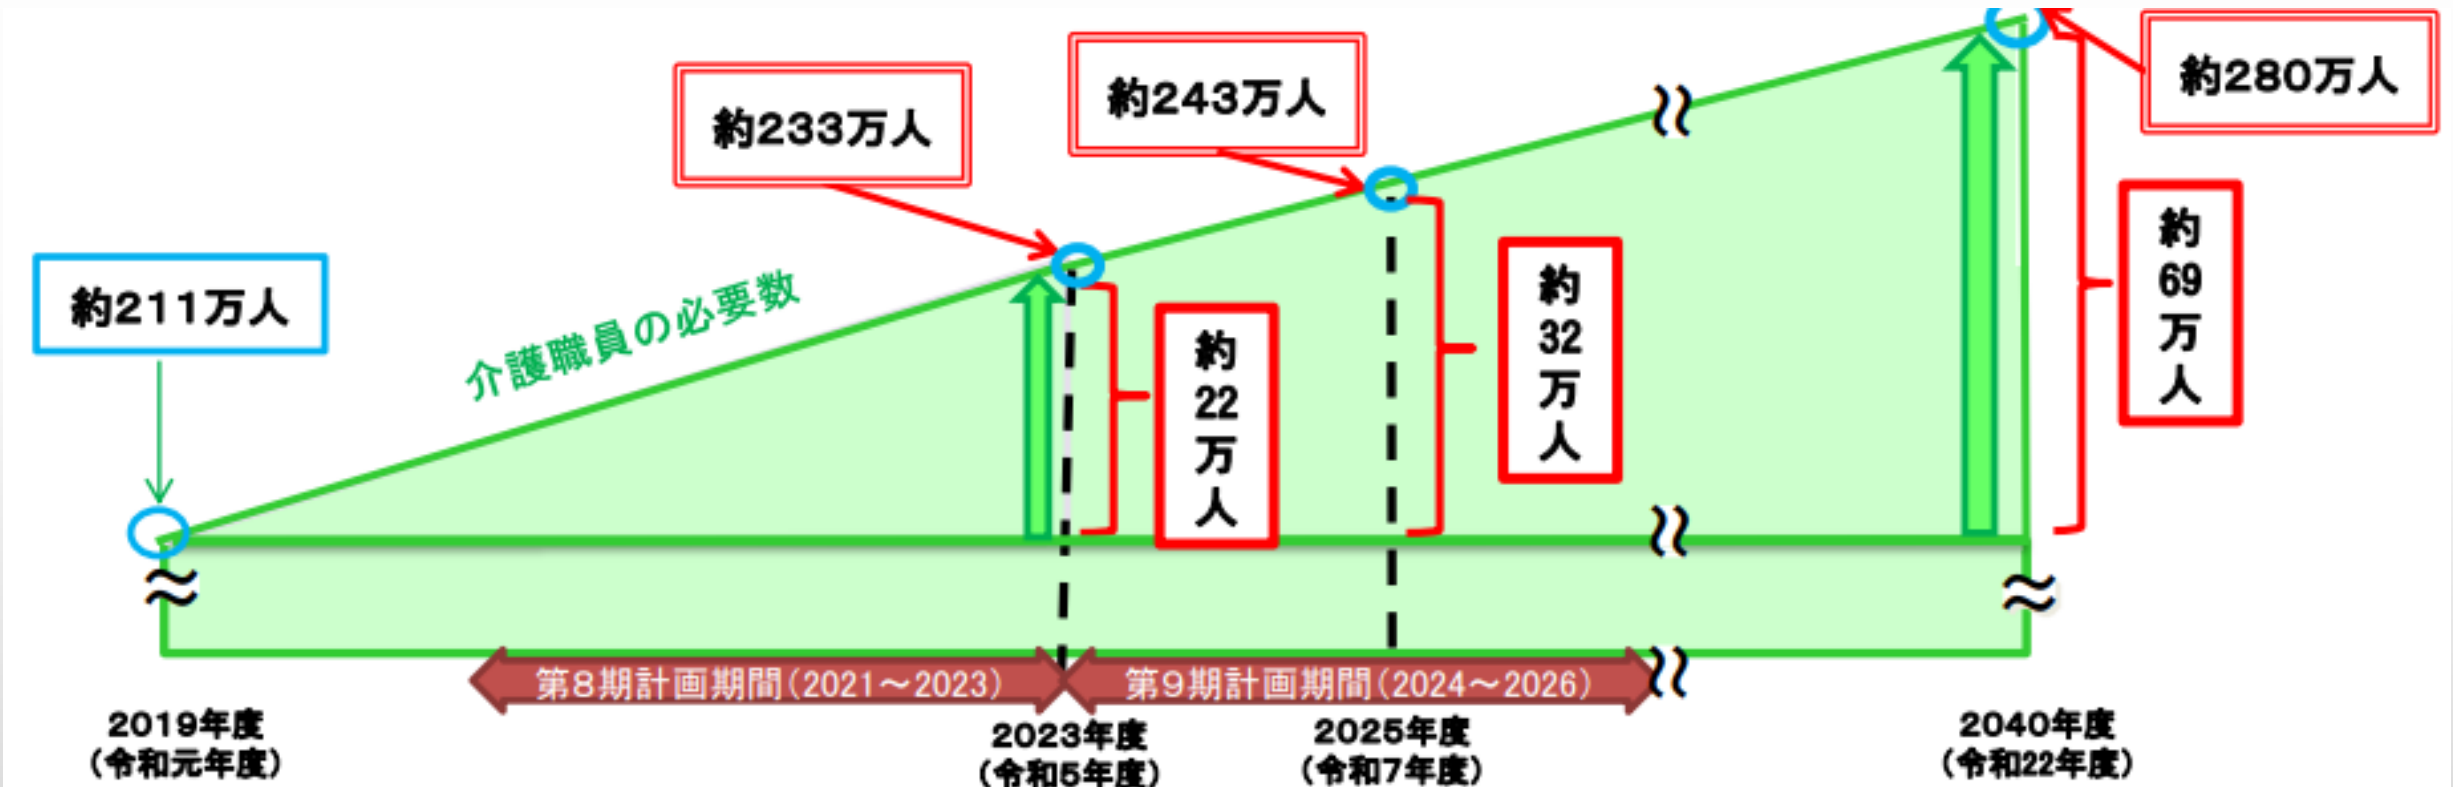 約280万人
約243万人
約233万人
約211万人
介護職員の必要数
約
22
万
人
約
32
万
人
約
69
万
人
第8期計画期間（2021～2023）
第9期計画期間（2024～2026）
2019年度
（令和元年度）
2023年度
（令和5年度）
2025年度
（令和7年度）
2040年度
（令和22年度）